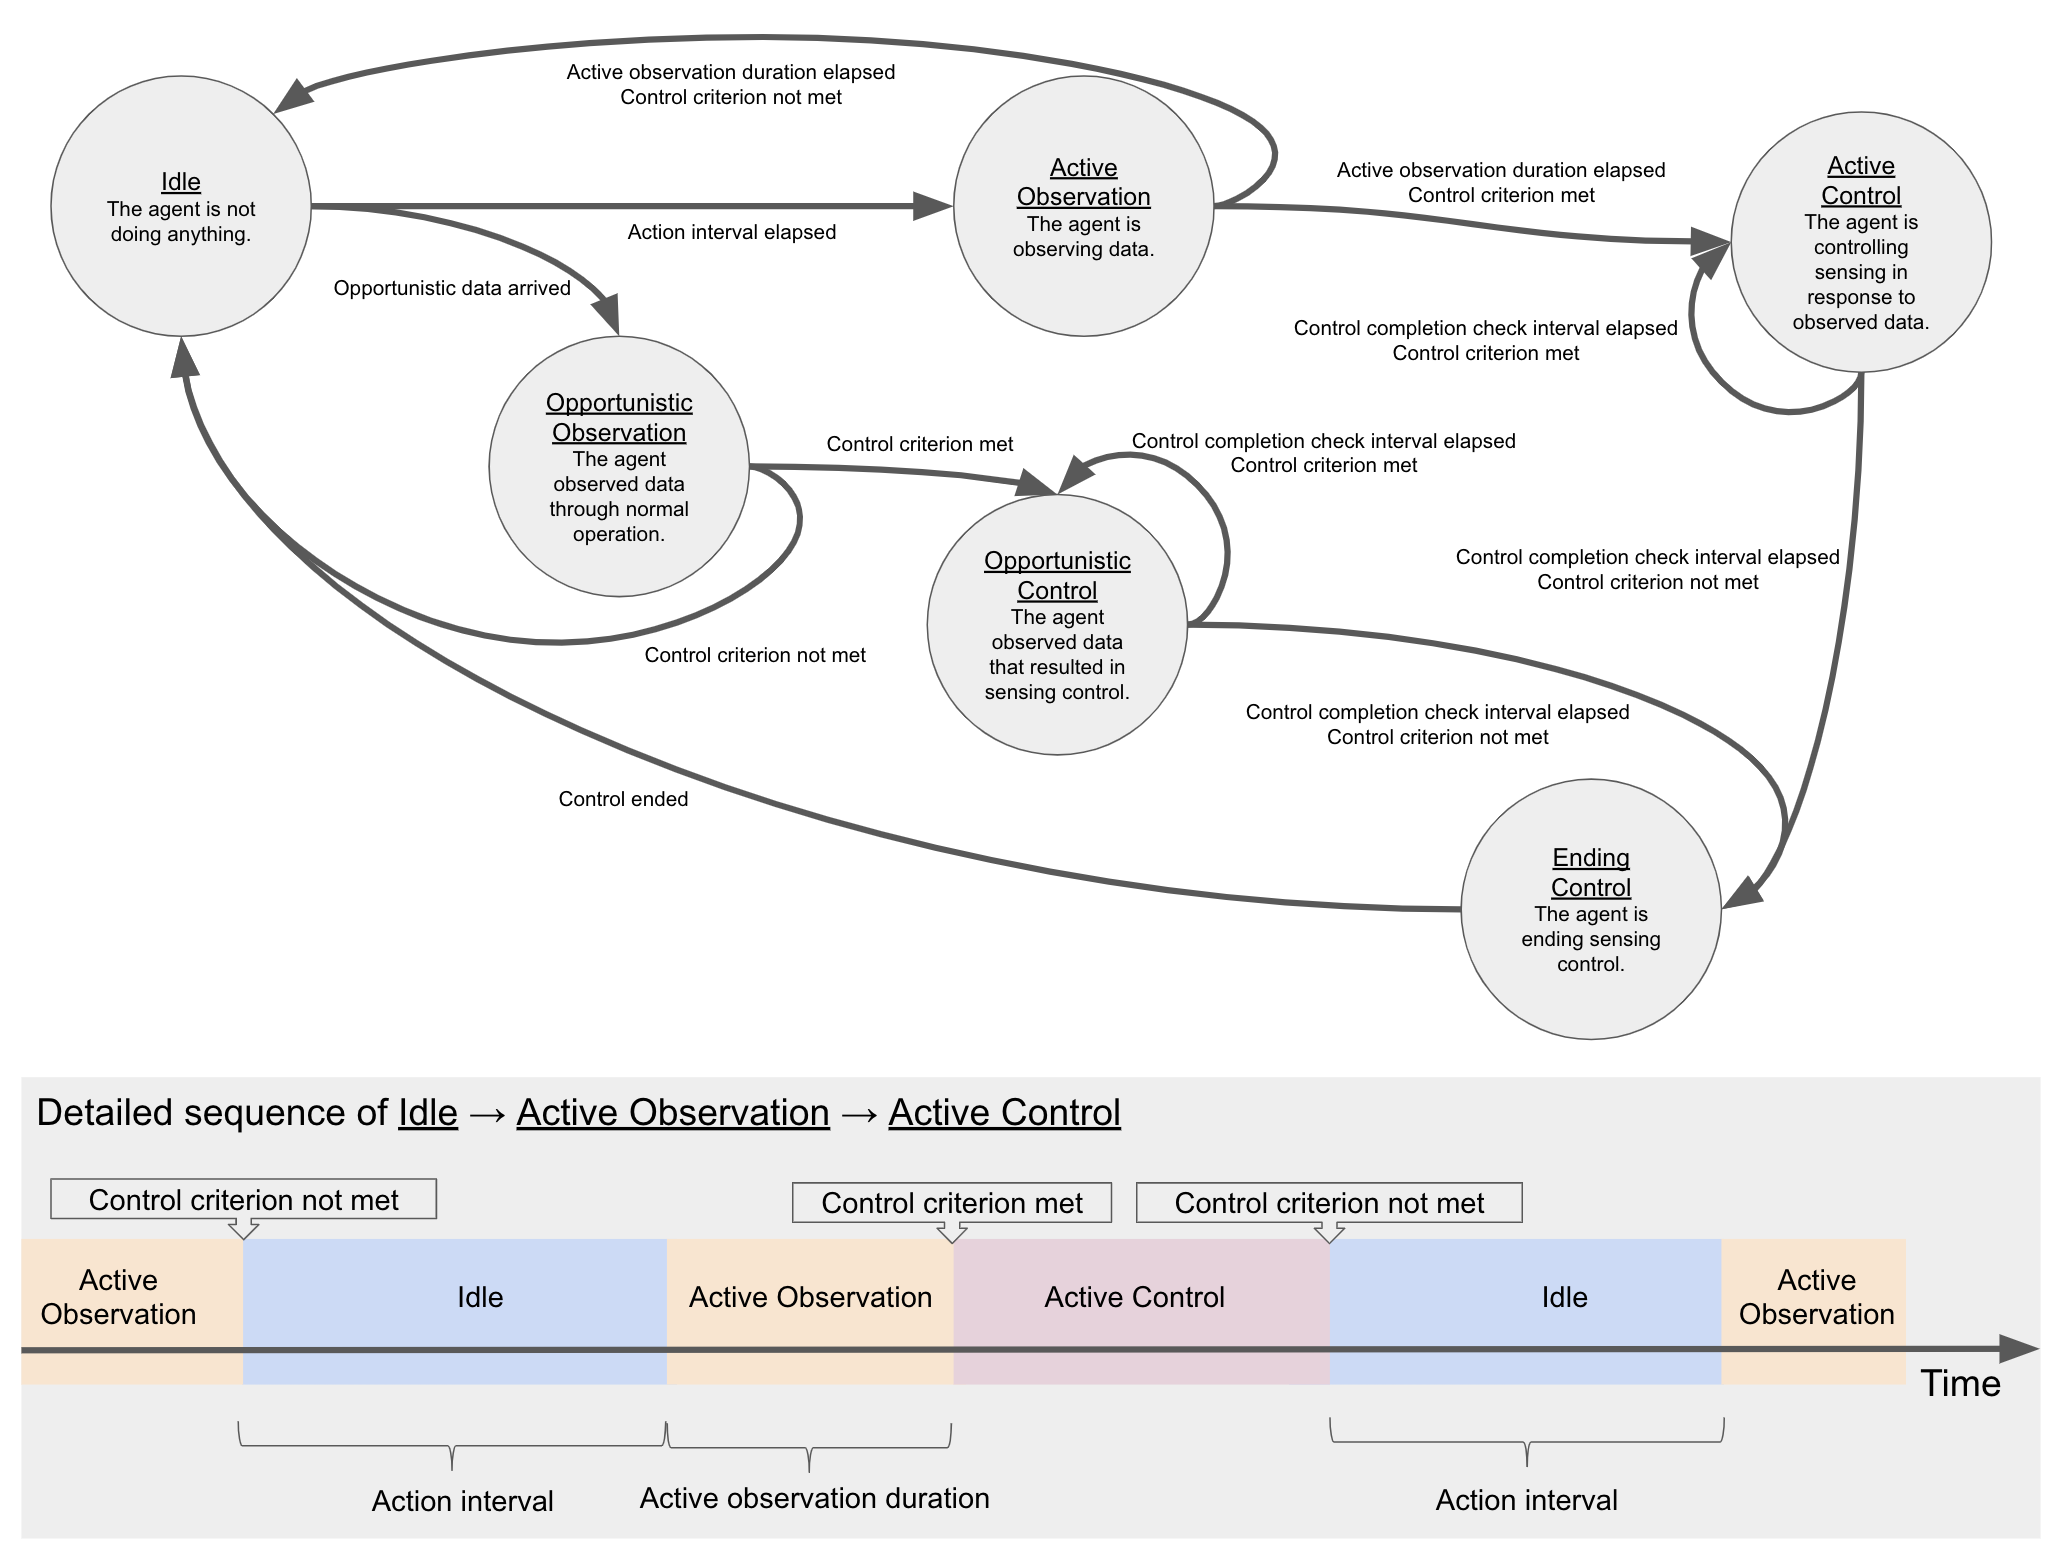 Active observation duration elapsed
Control criterion not met
Idle
The agent is not
doing anything.
Active
Observation
The agent is
observing data.
Active observation duration elapsed
Control criterion met
Active
Control
The agent is
controlling
sensing in
response to
observed data.
Action interval elapsed
Opportunistic data arrived
Control completion check interval elapsed
Control criterion met
Opportunistic
Observation
The agent
observed data
through normal
operation.
Control criterion met
Control completion check interval elapsed
Control criterion met
Opportunistic
Control
The agent
observed data
that resulted in
sensing control.
Control completion check interval elapsed
Control criterion not met
Control criterion not met
Control completion check interval elapsed
Control criterion not met
Control ended
Ending
Control
The agent is
ending sensing
control.
Detailed sequence of Idle → Active Observation → Active Control
Control criterion not met
Control criterion met
Control criterion not met
Active
Observation
Idle
Active Observation
Active Control
Idle
Active
Observation
Time
Action interval
Active observation duration
Action interval